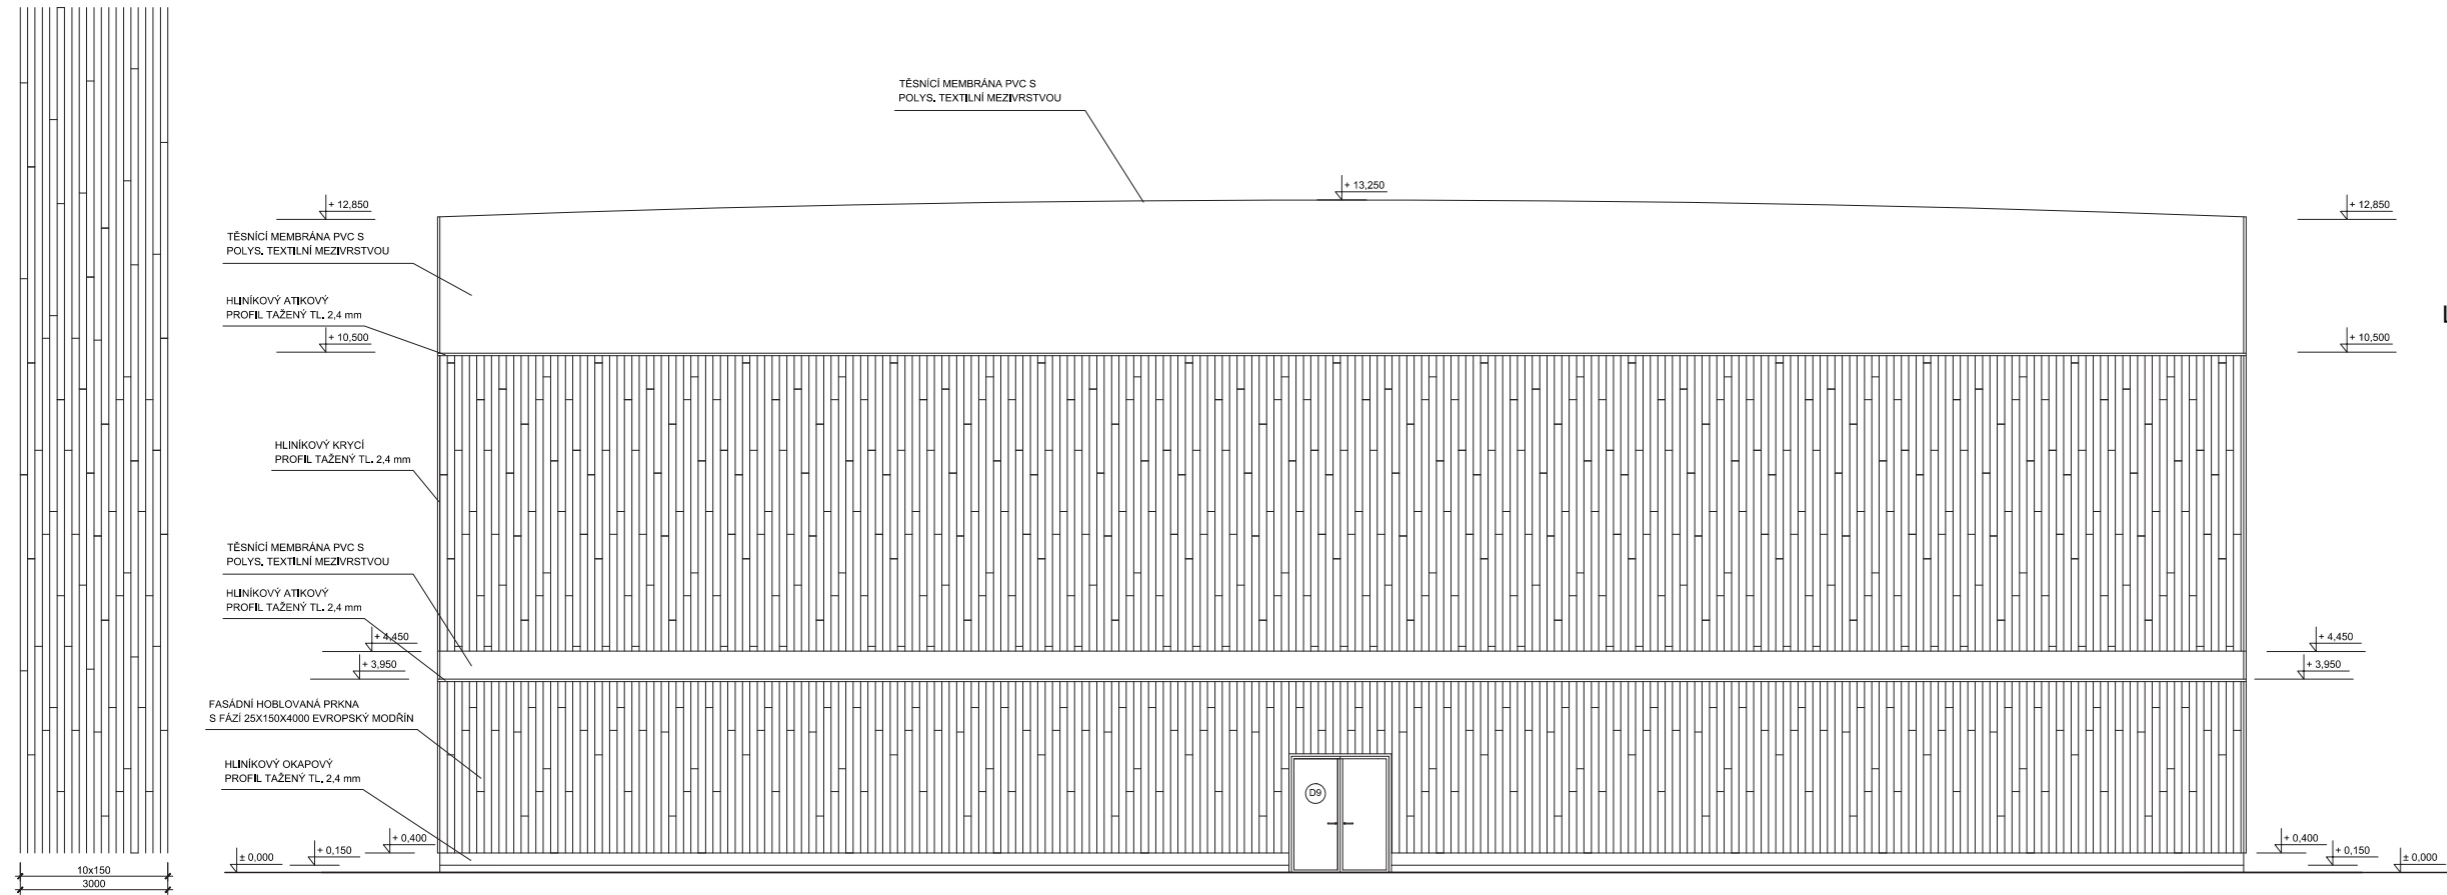 TĚSNÍCÍ MEMBRÁNA PVC S
POLYS. TEXTILNÍ MEZIVRSTVOU
+ 13,250
+ 12,850
+ 12,850
TĚSNÍCÍ MEMBRÁNA PVC S
POLYS. TEXTILNÍ MEZIVRSTVOU
HLINÍKOVÝ ATIKOVÝ
PROFIL TAŽENÝ TL. 2,4 mm
+ 10,500
+ 10,500
HLINÍKOVÝ KRYCÍ
PROFIL TAŽENÝ TL. 2,4 mm
TĚSNÍCÍ MEMBRÁNA PVC S
POLYS. TEXTILNÍ MEZIVRSTVOU
HLINÍKOVÝ ATIKOVÝ
PROFIL TAŽENÝ TL. 2,4 mm
+ 4,450
+ 4,450
+ 3,950
+ 3,950
FASÁDNÍ HOBLOVANÁ PRKNA
S FÁZÍ 25X150X4000 EVROPSKÝ MODŘÍN
HLINÍKOVÝ OKAPOVÝ
PROFIL TAŽENÝ TL. 2,4 mm
D9
+ 0,400
+ 0,400
+ 0,150
+ 0,150
± 0,000
± 0,000
10x150
3000